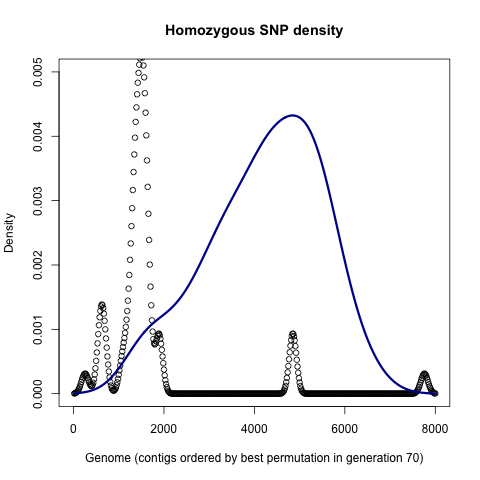 Homozygous SNP density
0.005
0.004
0.003
0.002
0.001
0.000
Density
0 2000 4000 6000 8000
Genome (contigs ordered by best permutation in generation 70)